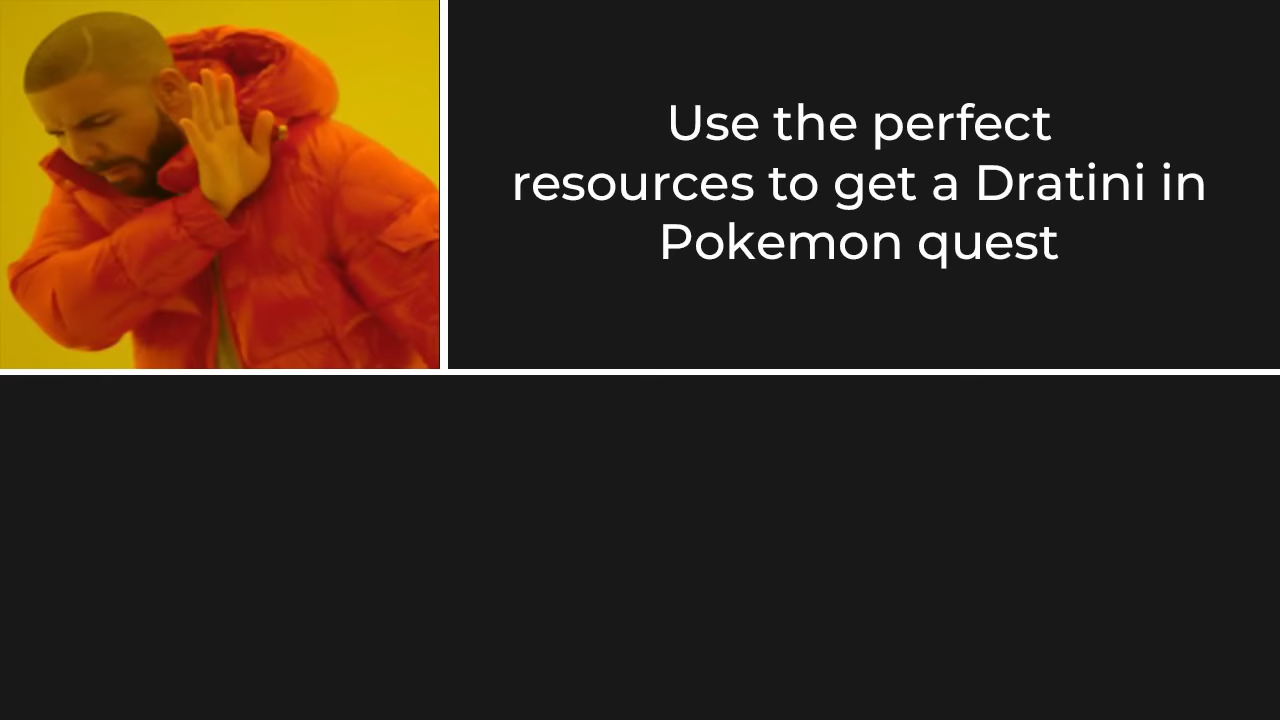 Use the perfect
resources to get a Dratini in
Pokemon quest